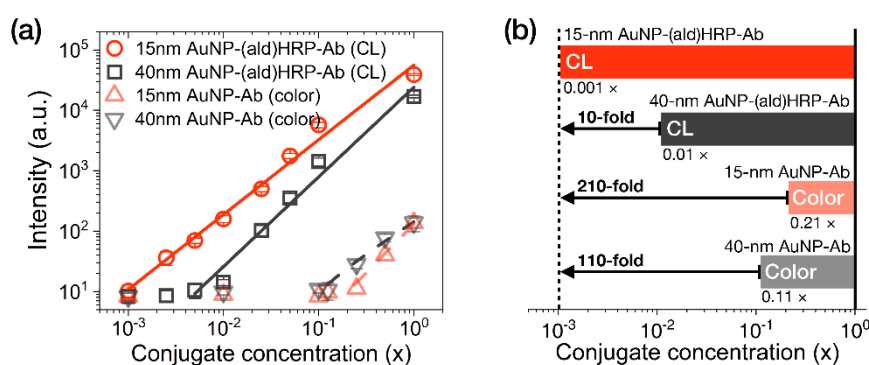 (a)
Intensity (a.u.)
10⁵
10⁴
10³
10²
10¹
15nm AuNP-(ald)HRP-Ab (CL)
40nm AuNP-(ald)HRP-Ab (CL)
15nm AuNP-Ab (color)
40nm AuNP-Ab (color)
10⁻³ 10⁻² 10⁻¹ 10⁰
Conjugate concentration (x)
(b)
15-nm AuNP-(ald)HRP-Ab
CL
0.001 ×
40-nm AuNP-(ald)HRP-Ab
10-fold
CL
0.01 ×
15-nm AuNP-Ab
210-fold
Color
0.21 ×
40-nm AuNP-Ab
110-fold
Color
0.11 ×
10⁻³ 10⁻² 10⁻¹ 10⁰
Conjugate concentration (x)